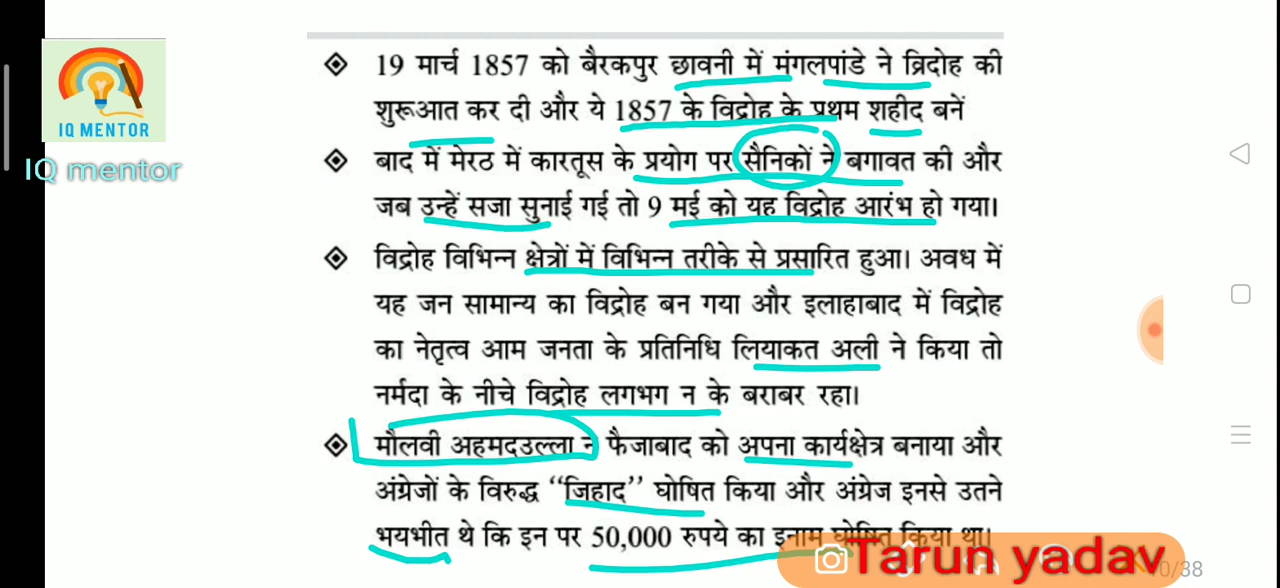 IQ MENTOR
IQ mentor
19 मार्च 1857 को बैरकपुर छावनी में मंगलपांडे ने व्रिदोह की
शुरूआत कर दी और ये 1857 के विद्रोह के प्रथम शहीद बनें
बाद में मेरठ में कारतूस के प्रयोग पर सैनिकों ने बगावत की और
जब उन्हें सजा सुनाई गई तो 9 मई को यह विद्रोह आरंभ हो गया।
विद्रोह विभिन्न क्षेत्रों में विभिन्न तरीके से प्रसारित हुआ। अवध में
यह जन सामान्य का विद्रोह बन गया और इलाहाबाद में विद्रोह
का नेतृत्व आम जनता के प्रतिनिधि लियाकत अली ने किया तो
नर्मदा के नीचे विद्रोह लगभग न के बराबर रहा।
मौलवी अहमदउल्ला ने फैजाबाद को अपना कार्यक्षेत्र बनाया और
अंग्रेजों के विरुद्ध “जिहाद” घोषित किया और अंग्रेज इनसे उतने
भयभीत थे कि इन पर 50,000 रुपये का इनाम घोषित किया था।
Tarun yadav
0/38